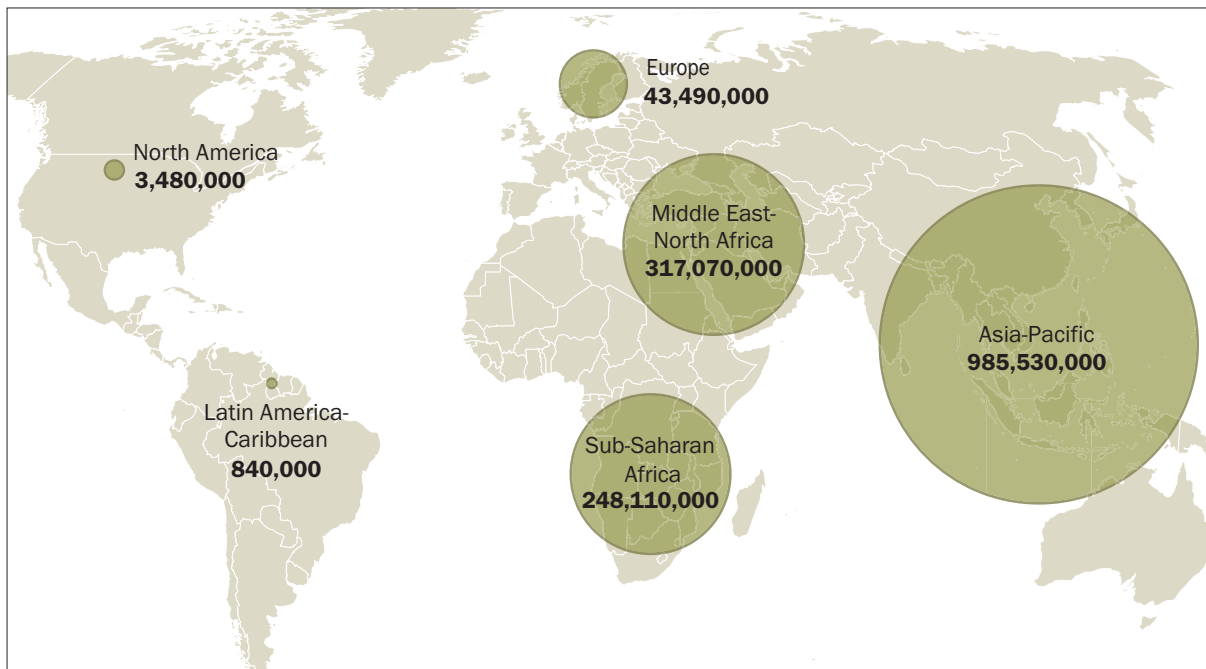 Europe
43,490,000
North America
3,480,000
Middle East-
North Africa
317,070,000
Asia-Pacific
985,530,000
Latin America-
Caribbean
840,000
Sub-Saharan
Africa
248,110,000